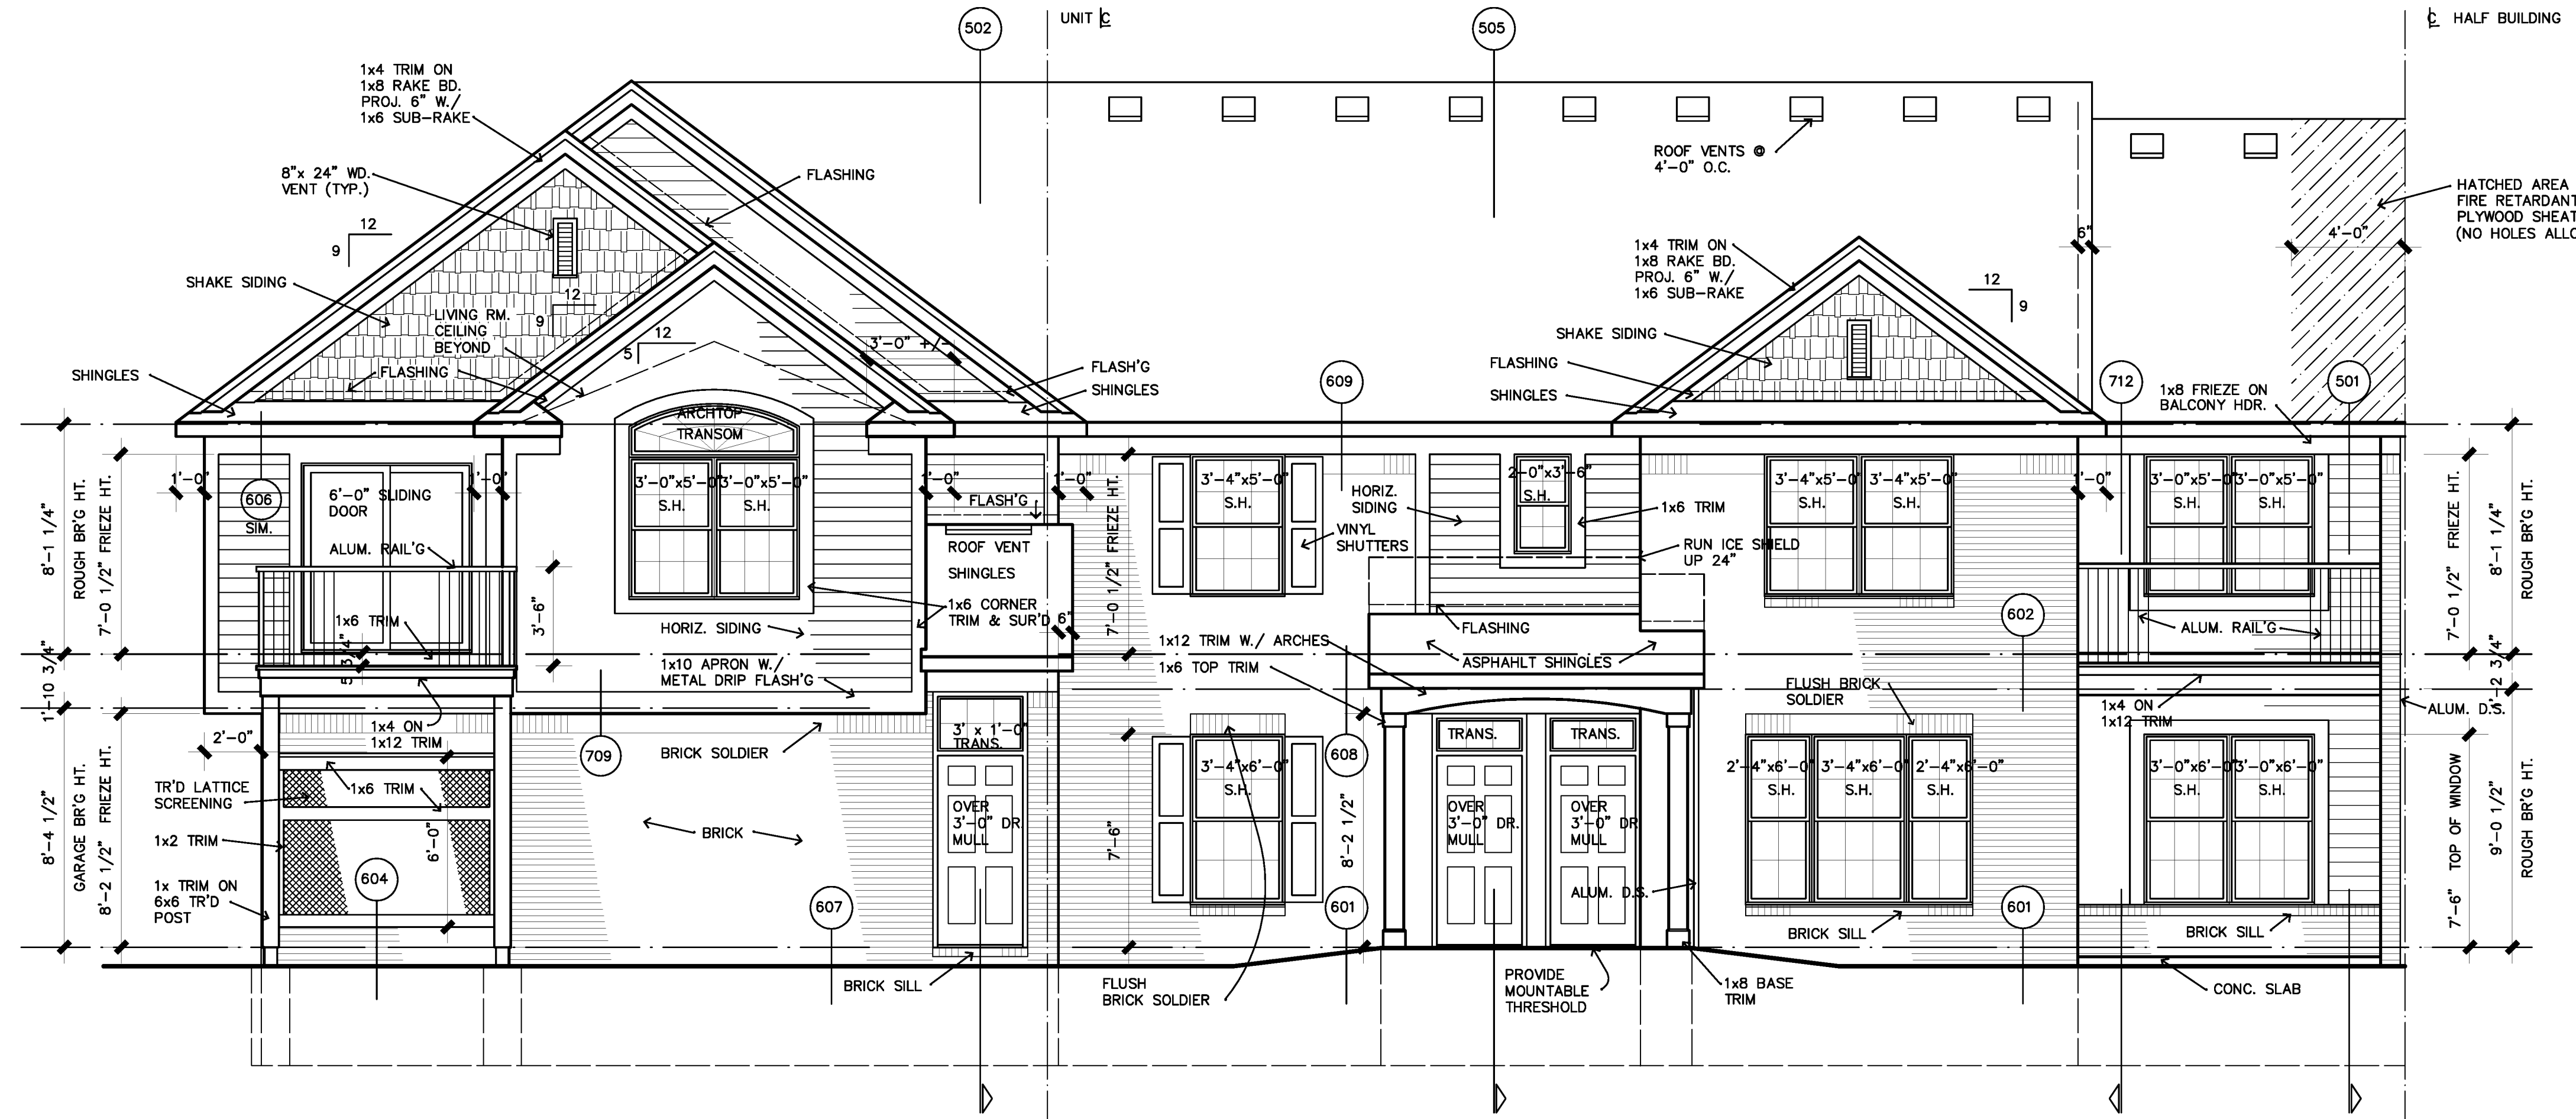 502
UNIT ℄
505
℄ HALF BUILDING
1x4 TRIM ON
1x8 RAKE BD.
PROJ. 6" W./
1x6 SUB-RAKE
8"x 24" WD.
VENT (TYP.)
FLASHING
ROOF VENTS @
4'-0" O.C.
HATCHED AREA
FIRE RETARDANT
PLYWOOD SHEAT
(NO HOLES ALLO
12
9
6"
4'-0"
1x4 TRIM ON
1x8 RAKE BD.
PROJ. 6" W./
1x6 SUB-RAKE
12
9
SHAKE SIDING
12
9
LIVING RM.
CEILING
BEYOND
12
5
3'-0" +/-
SHAKE SIDING
FLASHING
SHINGLES
SHINGLES
FLASHING
FLASH'G
SHINGLES
609
712
1x8 FRIEZE ON
BALCONY HDR.
501
ARCHTOP
TRANSOM
1'-0"
606
SIM.
6'-0" SLIDING
DOOR
1'-0"
3'-0"x5'-0"
S.H.
3'-0"x5'-0"
S.H.
1'-0"
1'-0"
FLASH'G
3'-4"x5'-0"
S.H.
HORIZ.
SIDING
2-0"x3'-6"
S.H.
1x6 TRIM
3'-4"x5'-0"
S.H.
3'-4"x5'-0"
S.H.
1'-0"
3'-0"x5'-0"
S.H.
3'-0"x5'-0"
S.H.
8'-1 1/4"
ROUGH BR'G HT.
7'-0 1/2" FRIEZE HT.
ALUM. RAIL'G
ROOF VENT
SHINGLES
VINYL
SHUTTERS
RUN ICE SHIELD
UP 24"
7'-0 1/2" FRIEZE HT.
7'-0 1/2" FRIEZE HT.
8'-1 1/4"
ROUGH BR'G HT.
1x6 TRIM
3'-6"
5 3/4"
HORIZ. SIDING
1x6 CORNER
TRIM & SUR'D
6"
1x12 TRIM W./ ARCHES
1x6 TOP TRIM
FLASHING
ASPHAHLT SHINGLES
602
ALUM. RAIL'G
1x10 APRON W./
METAL DRIP FLASH'G
1'-10 3/4"
1'-2 3/4"
FLUSH BRICK
SOLDIER
1x4 ON
1x12 TRIM
1x4 ON
1x12 TRIM
ALUM. D.S.
2'-0"
709
BRICK SOLDIER
3' x 1'-0"
TRANS.
608
TRANS.
TRANS.
TR'D LATTICE
SCREENING
1x6 TRIM
3'-4"x6'-0"
S.H.
2'-4"x6'-0"
S.H.
3'-4"x6'-0"
S.H.
2'-4"x6'-0"
S.H.
3'-0"x6'-0"
S.H.
3'-0"x6'-0"
S.H.
8'-4 1/2"
GARAGE BR'G HT.
8'-2 1/2" FRIEZE HT.
1x2 TRIM
6'-0"
BRICK
OVER
3'-0" DR.
MULL
7'-6"
8'-2 1/2"
OVER
3'-0" DR.
MULL
OVER
3'-0" DR
MULL
7'-6" TOP OF WINDOW
9'-0 1/2"
ROUGH BR'G HT.
604
1x TRIM ON
6x6 TR'D
POST
607
601
ALUM. D.S.
601
BRICK SILL
BRICK SILL
BRICK SILL
FLUSH
BRICK SOLDIER
PROVIDE
MOUNTABLE
THRESHOLD
1x8 BASE
TRIM
CONC. SLAB